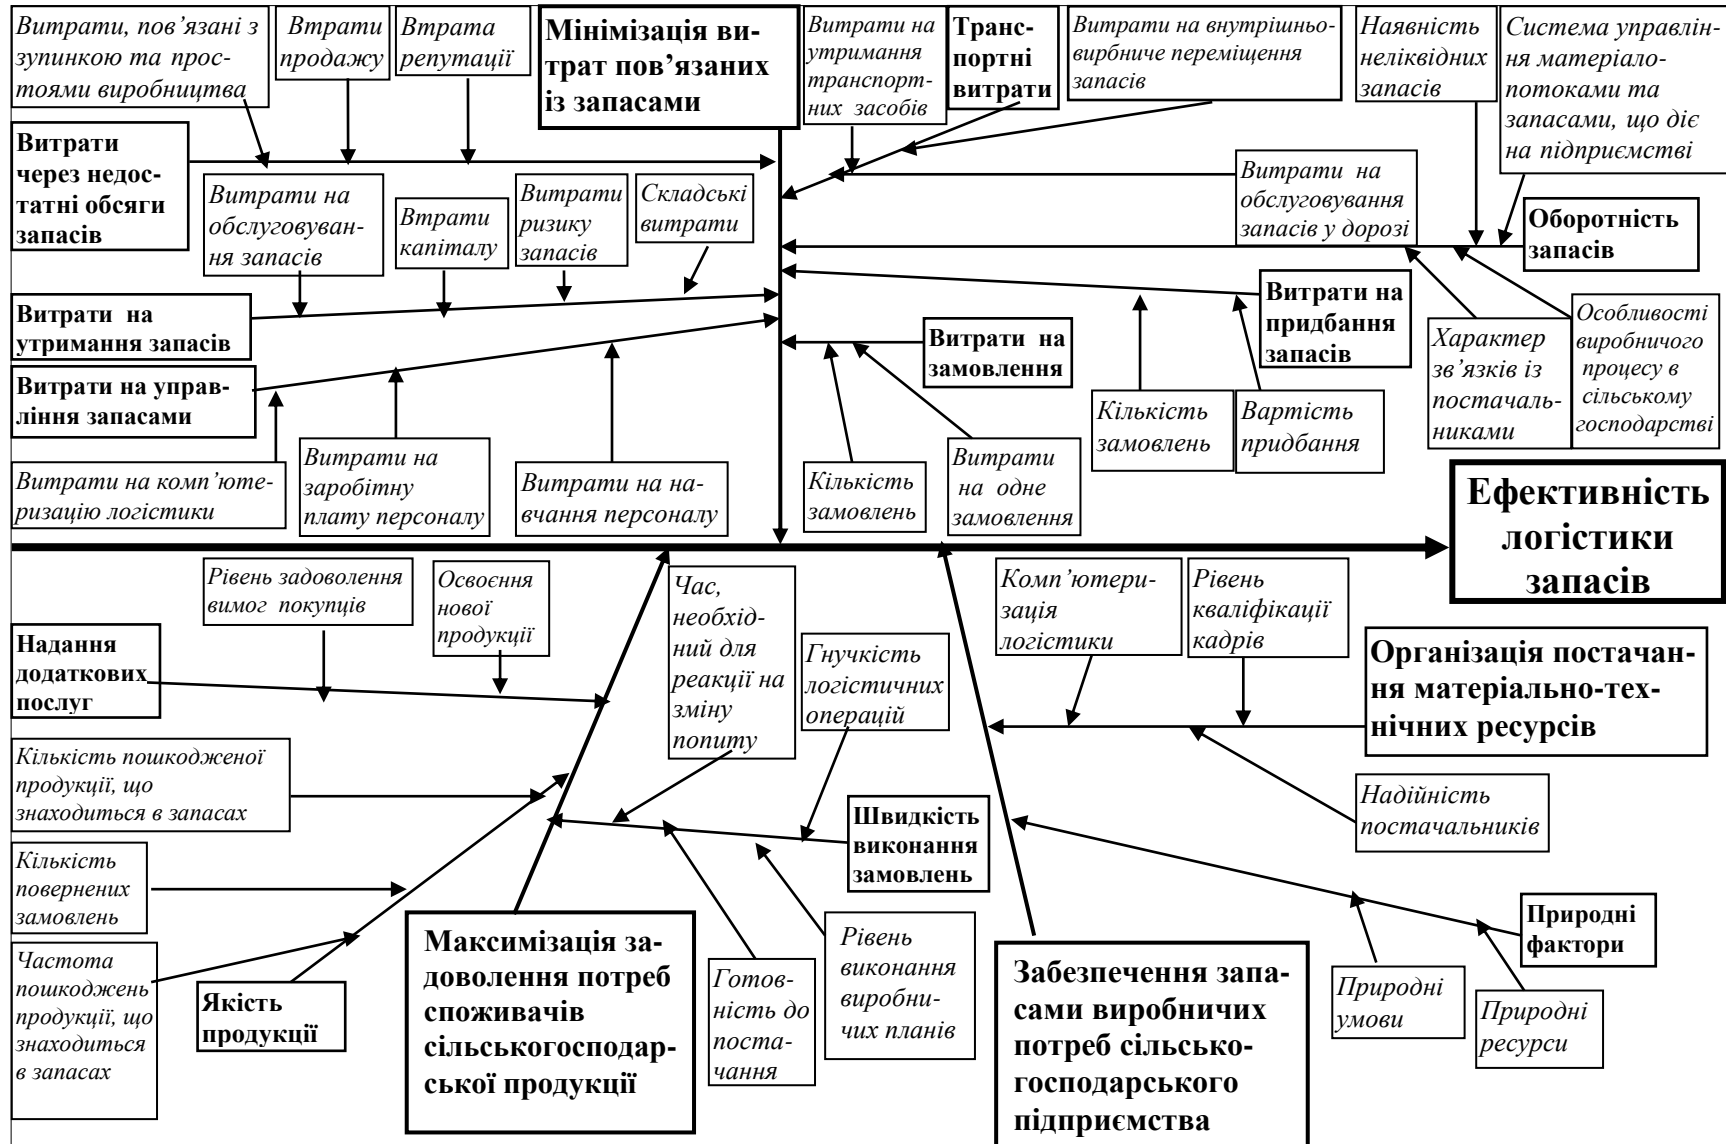 Витрати, пов’язані з
зупинкою та прос-
тоями виробництва
Втрати
продажу
Втрата
репутації
Мінімізація ви-
трат пов’язаних
із запасами
Витрати на
утримання
транспорт-
них засобів
Транс-
портні
витрати
Витрати на внутрішньо-
вирбниче переміщення
запасів
Наявність
неліквідних
запасів
Система управлін-
ня матеріало-
потоками та
запасами, що діє
на підприємстві
Витрати
через недос-
татні обсяги
запасів
Витрати на
обслуговуван-
ня запасів
Втрати
капіталу
Витрати
ризику
запасів
Складські
витрати
Витрати на
обслуговування
запасів у дорозі
Оборотність
запасів
Витрати на
утримання запасів
Витрати на
придбання
запасів
Особливості
виробничого
процесу в
сільському
господарстві
Характер
зв’язків із
постачаль-
никами
Витрати на
замовлення
Витрати на управ-
ління запасами
Кількість
замовлень
Вартість
придбання
Витрати на комп’юте-
ризацію логістики
Витрати на
заробітну
плату персоналу
Витрати на на-
вчання персоналу
Кількість
замовлень
Витрати
на одне
замовлення
Ефективність
логістики
запасів
Рівень задоволення
вимог покупців
Освоєння
нової
продукції
Час,
необхід-
ний для
реакції на
зміну
попиту
Комп’ютери-
зація
логістики
Рівень
кваліфікації
кадрів
Надання
додаткових
послуг
Гнучкість
логістичних
операцій
Організація постачан-
ня матеріально-тех-
нічних ресурсів
Кількість пошкодженої
продукції, що
знаходиться в запасах
Надійність
постачальників
Швидкість
виконання
замовлень
Кількість
повернених
замовлень
Природні
фактори
Частота
пошкоджень
продукції, що
знаходиться
в запасах
Якість
продукції
Максимізація за-
доволення потреб
споживачів
сільськогосподар-
ської продукції
Готов-
ність до
поста-
чання
Рівень
виконання
виробни-
чих планів
Забезпечення запа-
сами виробничих
потреб сільсько-
господарського
підприємства
Природні
умови
Природні
ресурси